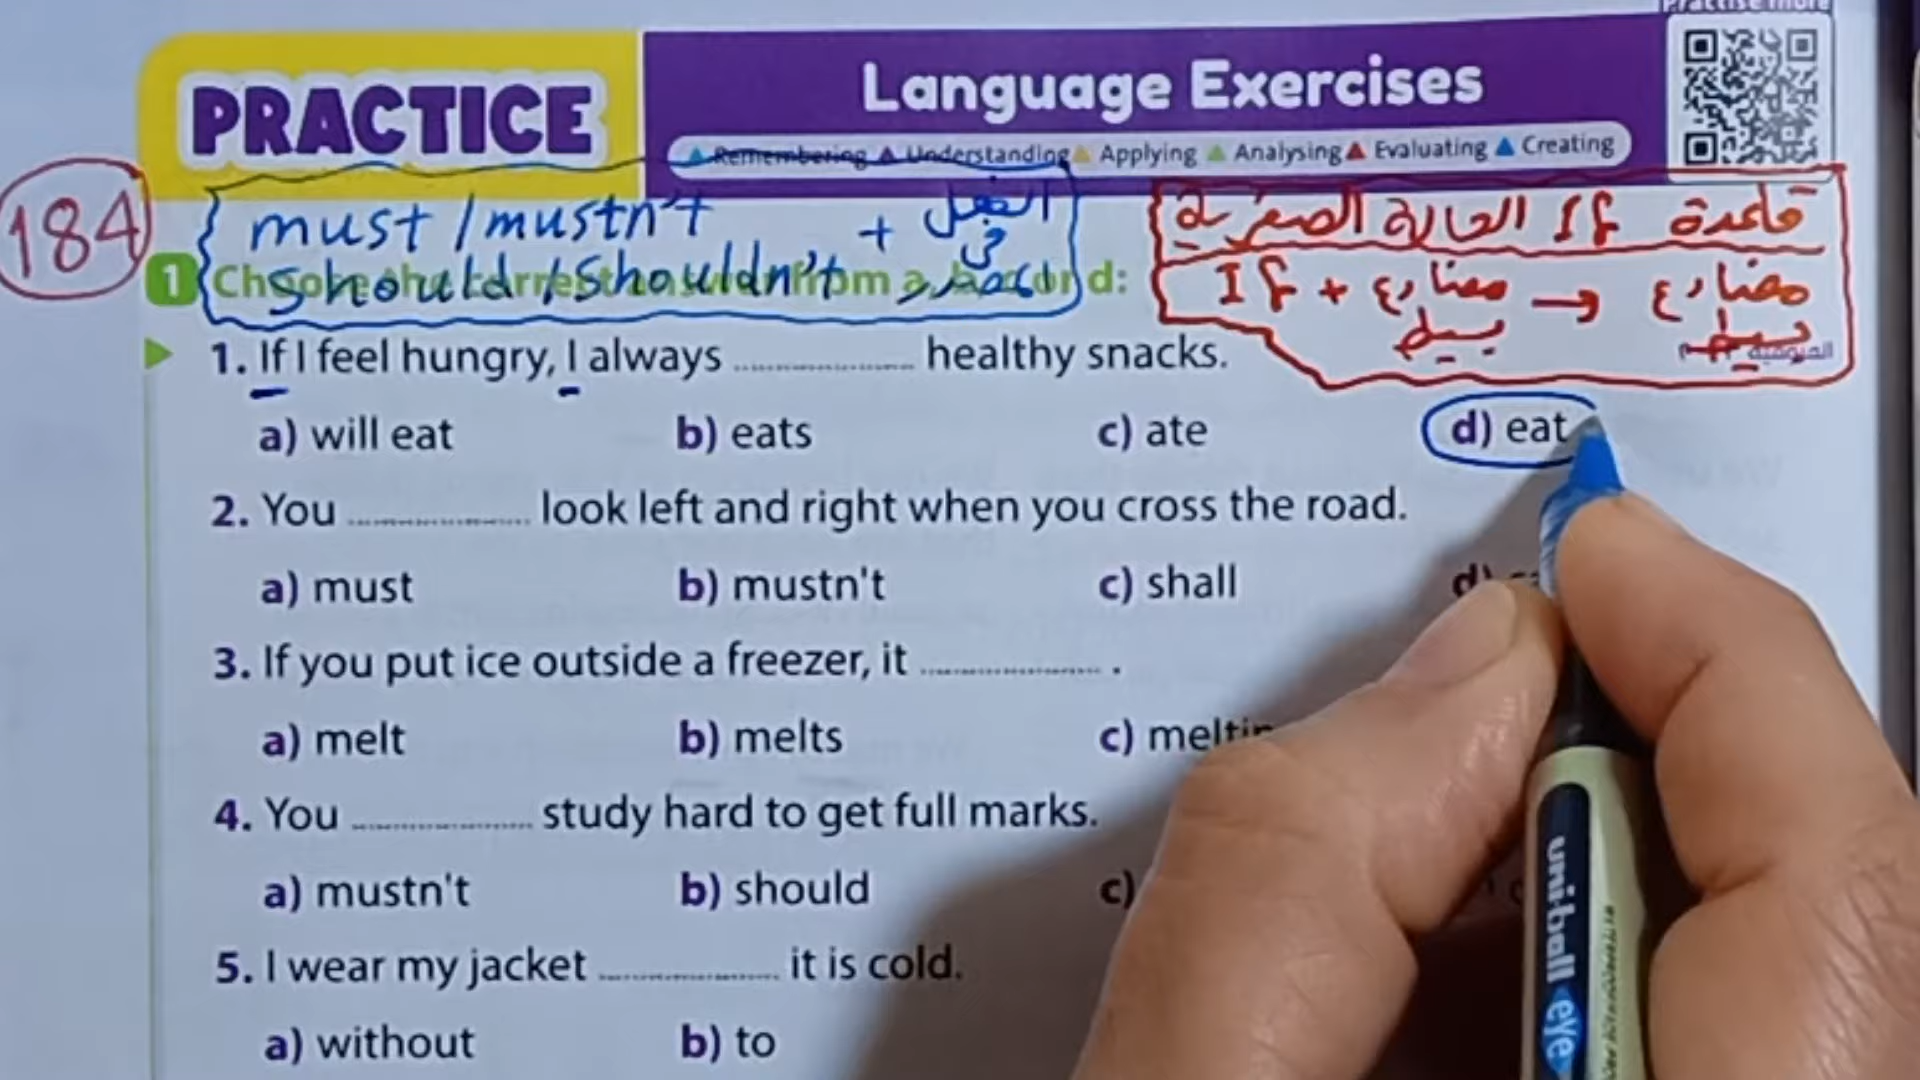 Practise more
PRACTICE
Language Exercises
Remembering Understanding Applying Analysing Evaluating Creating
184
must / mustn't + الفعل
should / shouldn't في المصدر
قاعدة If الحالة الصفرية
If + مضارع بسيط → مضارع بسيط
1 Choose the correct answer from a, b, c or d:
1. If I feel hungry, I always .................... healthy snacks.
a) will eat b) eats c) ate d) eat
2. You .................... look left and right when you cross the road.
a) must b) mustn't c) shall d)
3. If you put ice outside a freezer, it .................... .
a) melt b) melts c)
4. You .................... study hard to get full marks.
a) mustn't b) should c)
5. I wear my jacket .................... it is cold.
a) without b) to
uni-ball eye